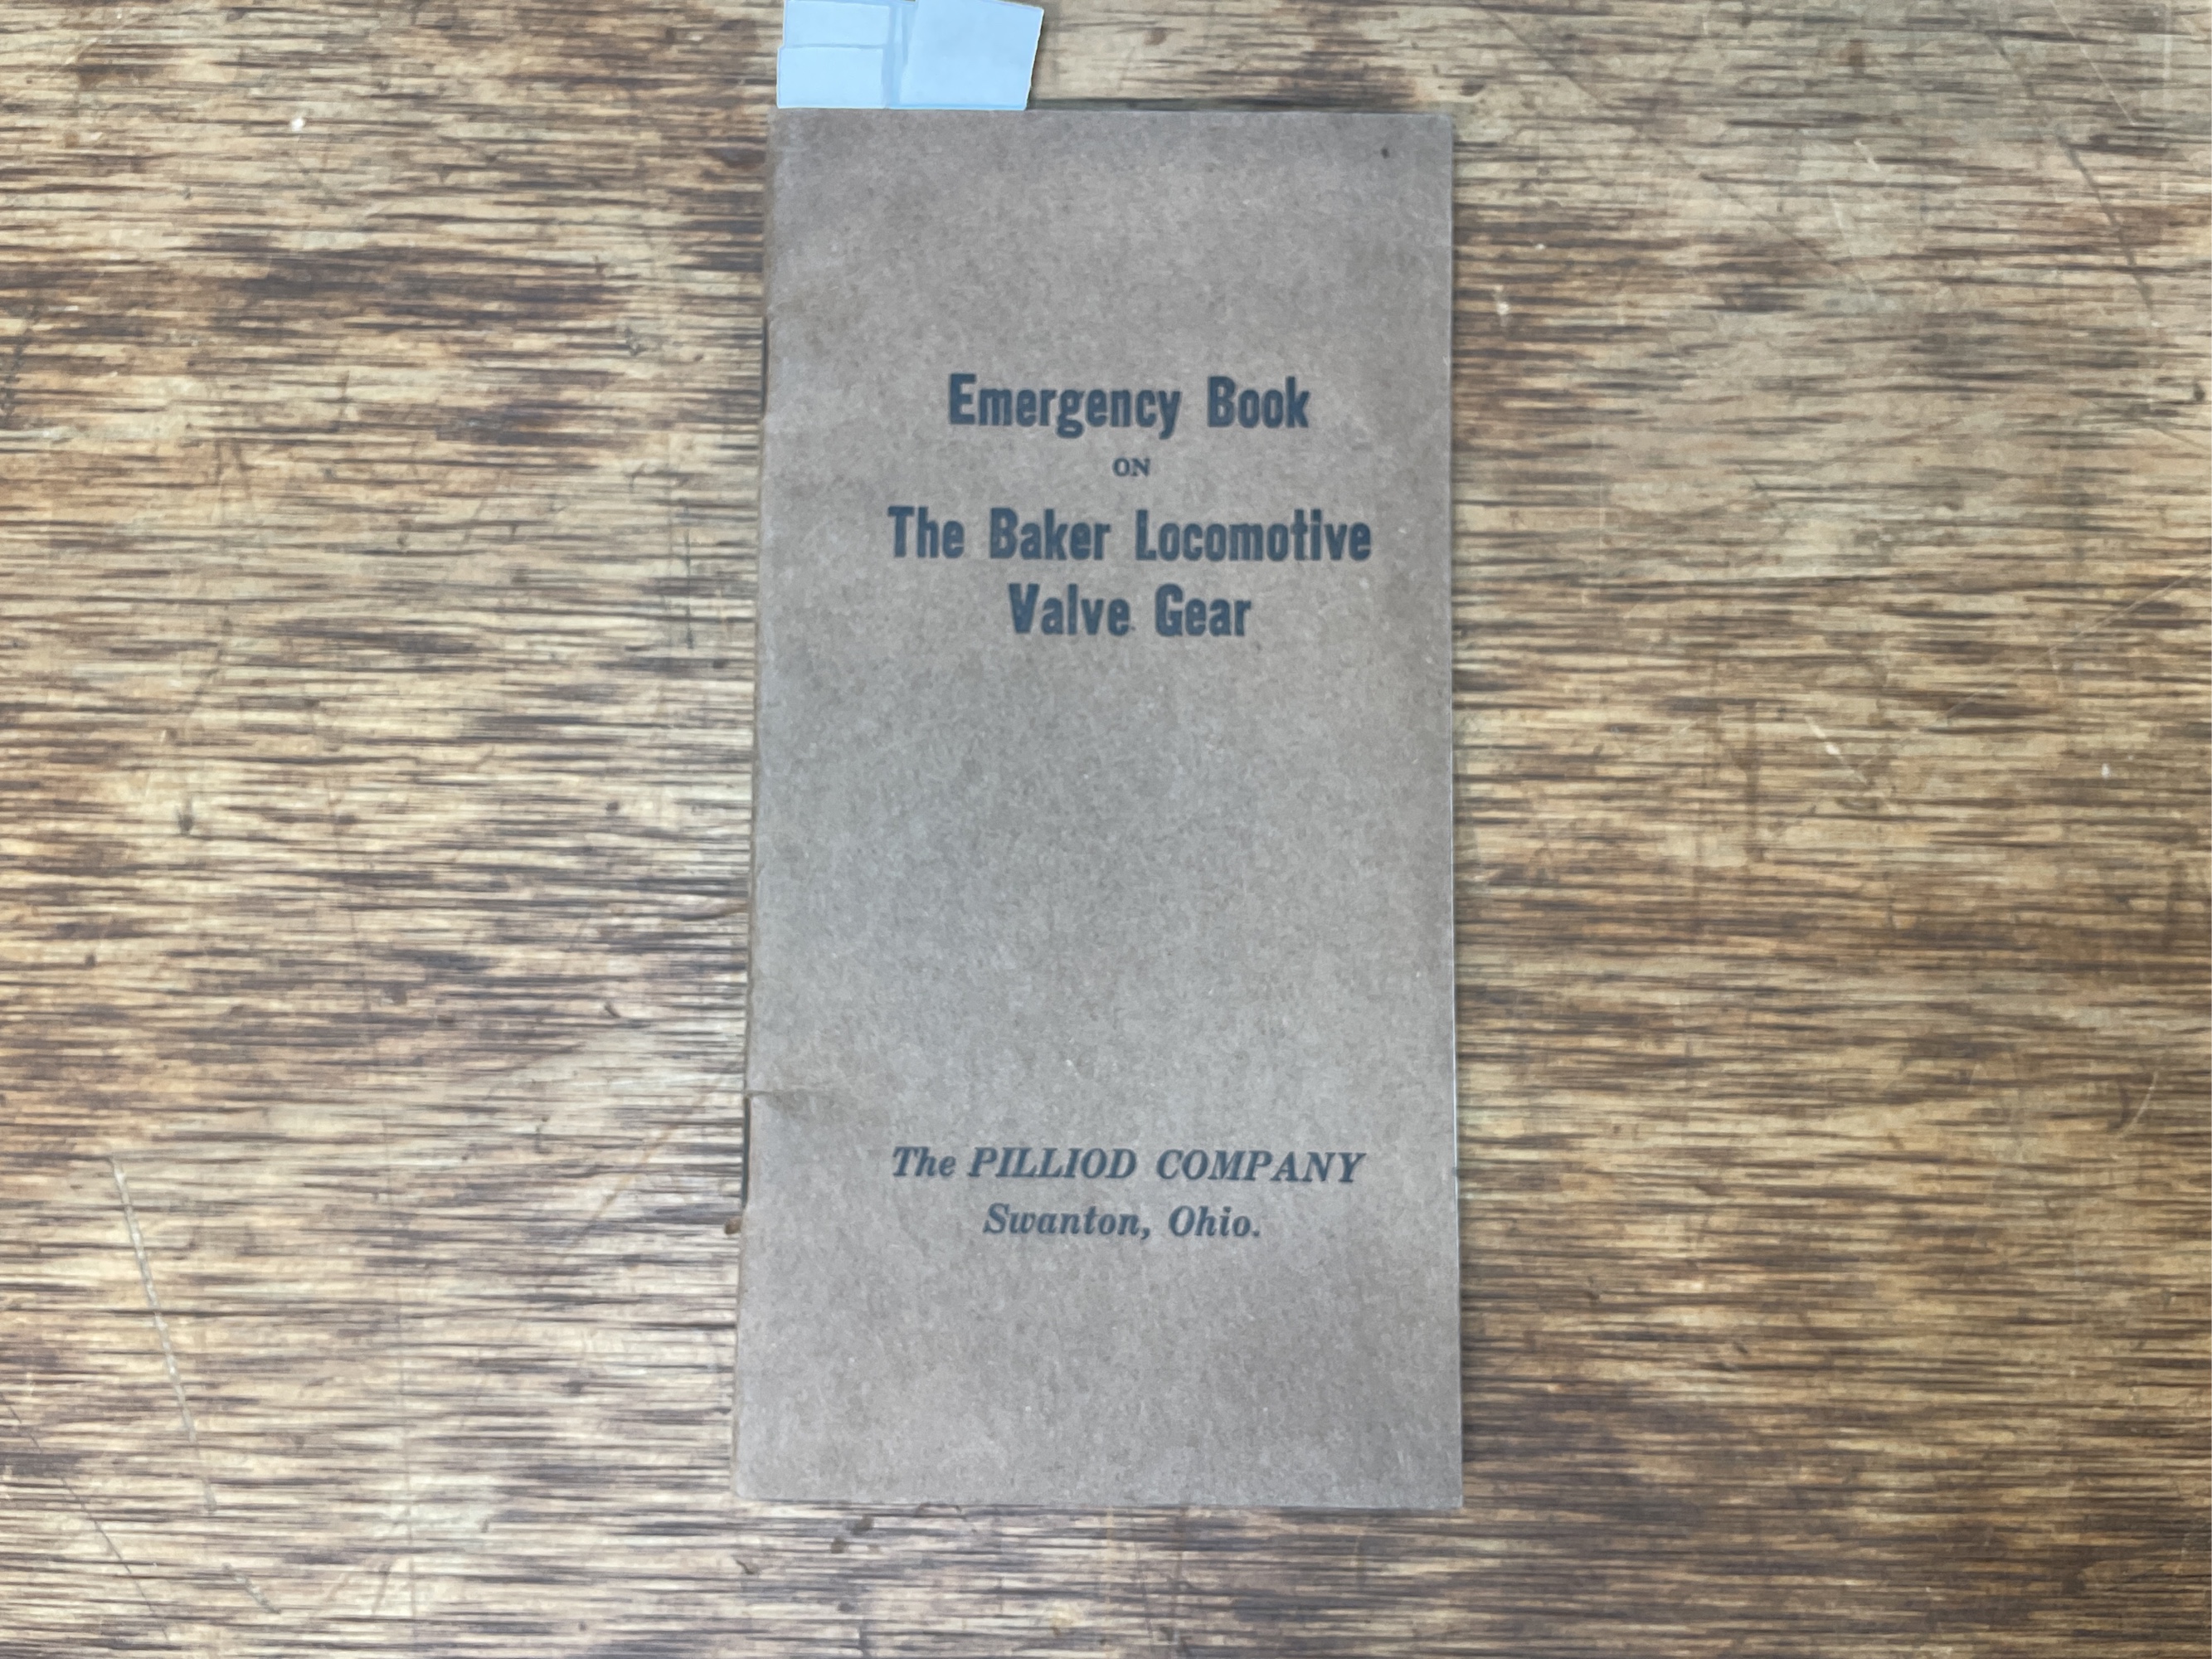 Emergency Book
ON
The Baker Locomotive
Valve Gear
The PILLIOD COMPANY
Swanton, Ohio.